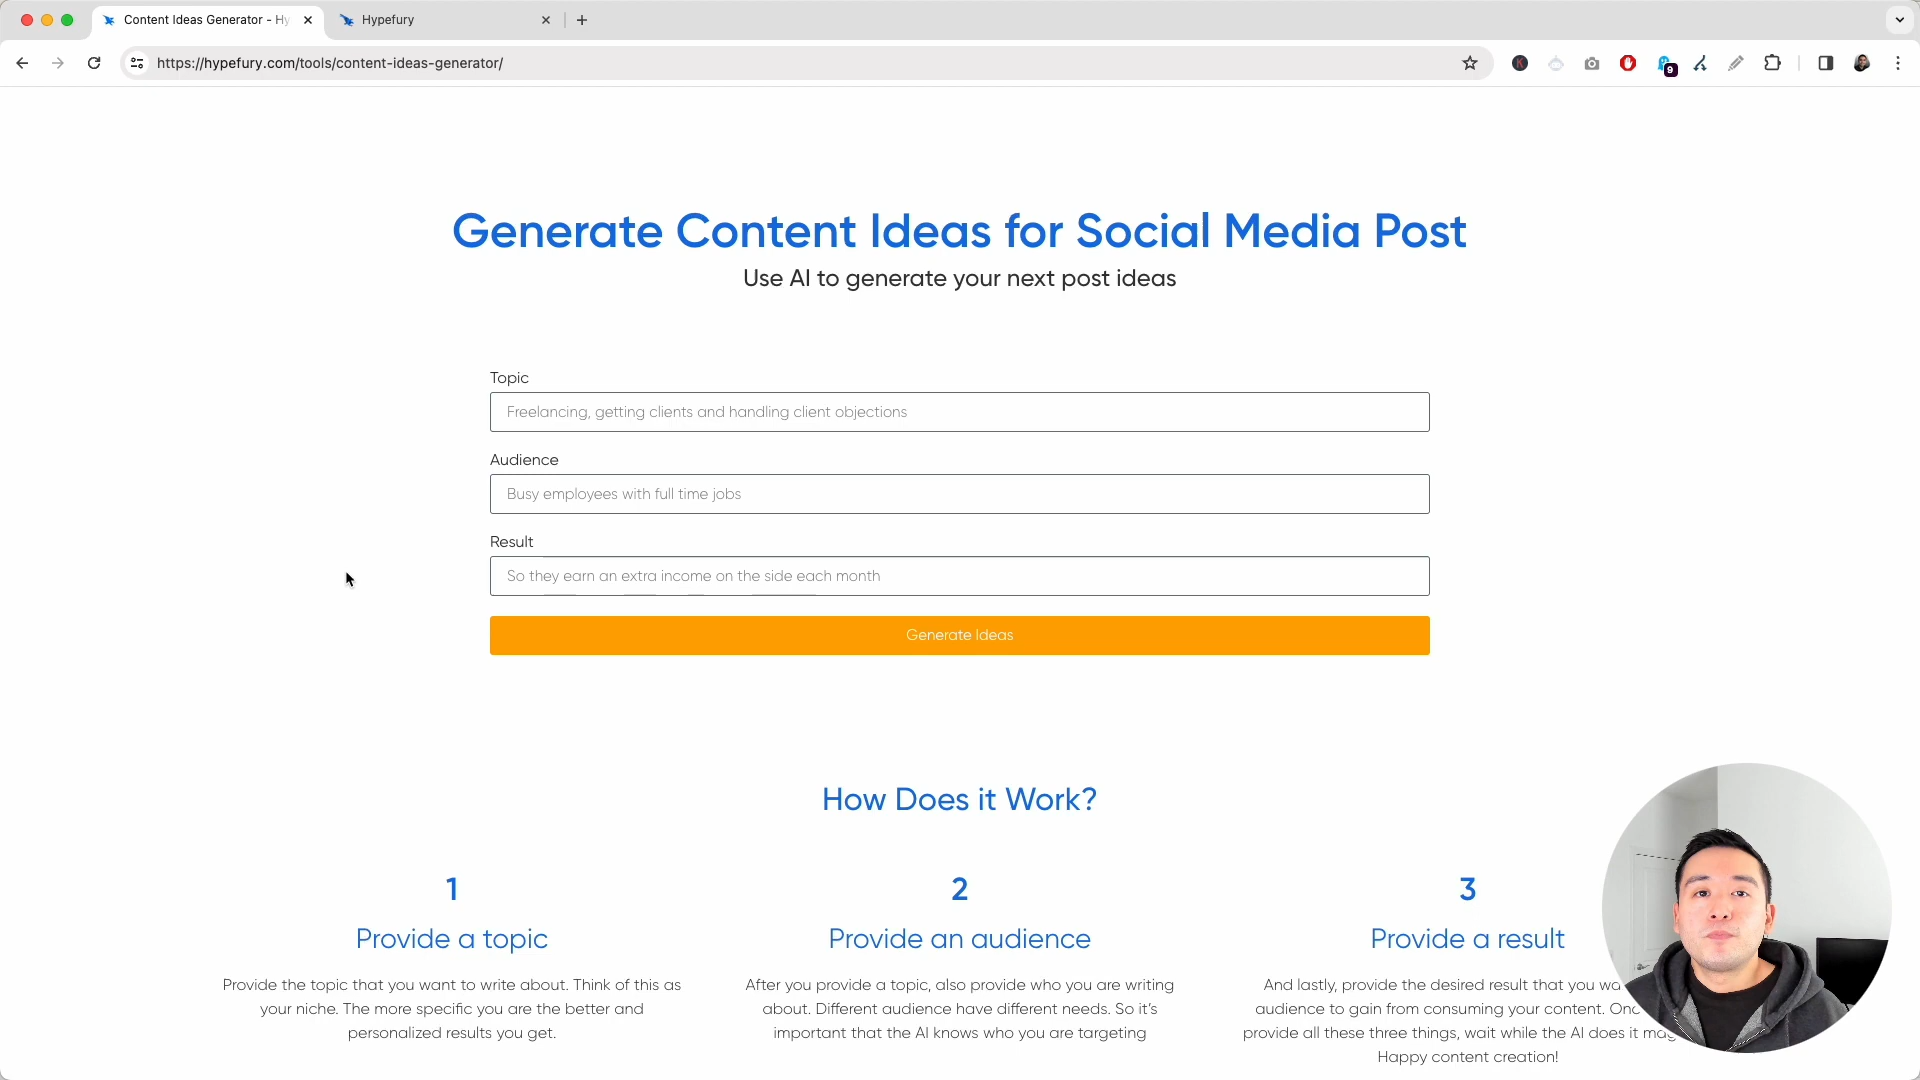 Content Ideas Generator - Hy
Hypefury
https://hypefury.com/tools/content-ideas-generator/
9
Generate Content Ideas for Social Media Post
Use AI to generate your next post ideas
Topic
Freelancing, getting clients and handling client objections
Audience
Busy employees with full time jobs
Result
So they earn an extra income on the side each month
Generate Ideas
How Does it Work?
1
Provide a topic
Provide the topic that you want to write about. Think of this as
your niche. The more specific you are the better and
personalized results you get.
2
Provide an audience
After you provide a topic, also provide who you are writing
about. Different audience have different needs. So it's
important that the AI knows who you are targeting
3
Provide a result
And lastly, provide the desired result that you
audience to gain from consuming your content.
provide all these three things, wait while the AI does it
Happy content creation!